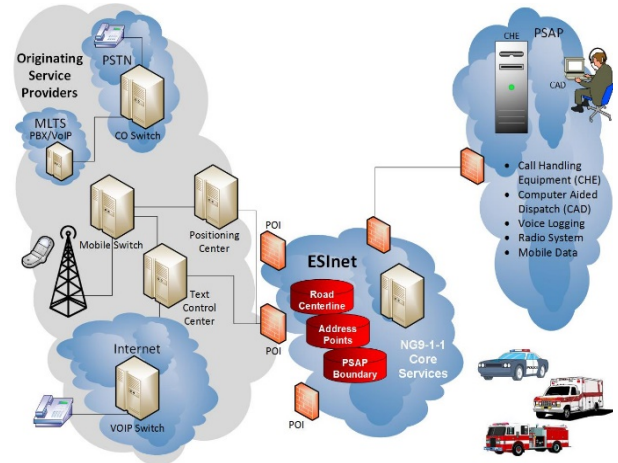 Originating
Service
Providers
PSTN
CO Switch
MLTS
PBX/VoIP
Mobile Switch
Positioning
Center
Text
Control
Center
Internet
VOIP Switch
POI
POI
POI
ESInet
Road
Centerline
Address
Points
PSAP
Boundary
NG9-1-1
Core
Services
CHE
PSAP
CAD
• Call Handling
Equipment (CHE)
• Computer Aided
Dispatch (CAD)
• Voice Logging
• Radio System
• Mobile Data